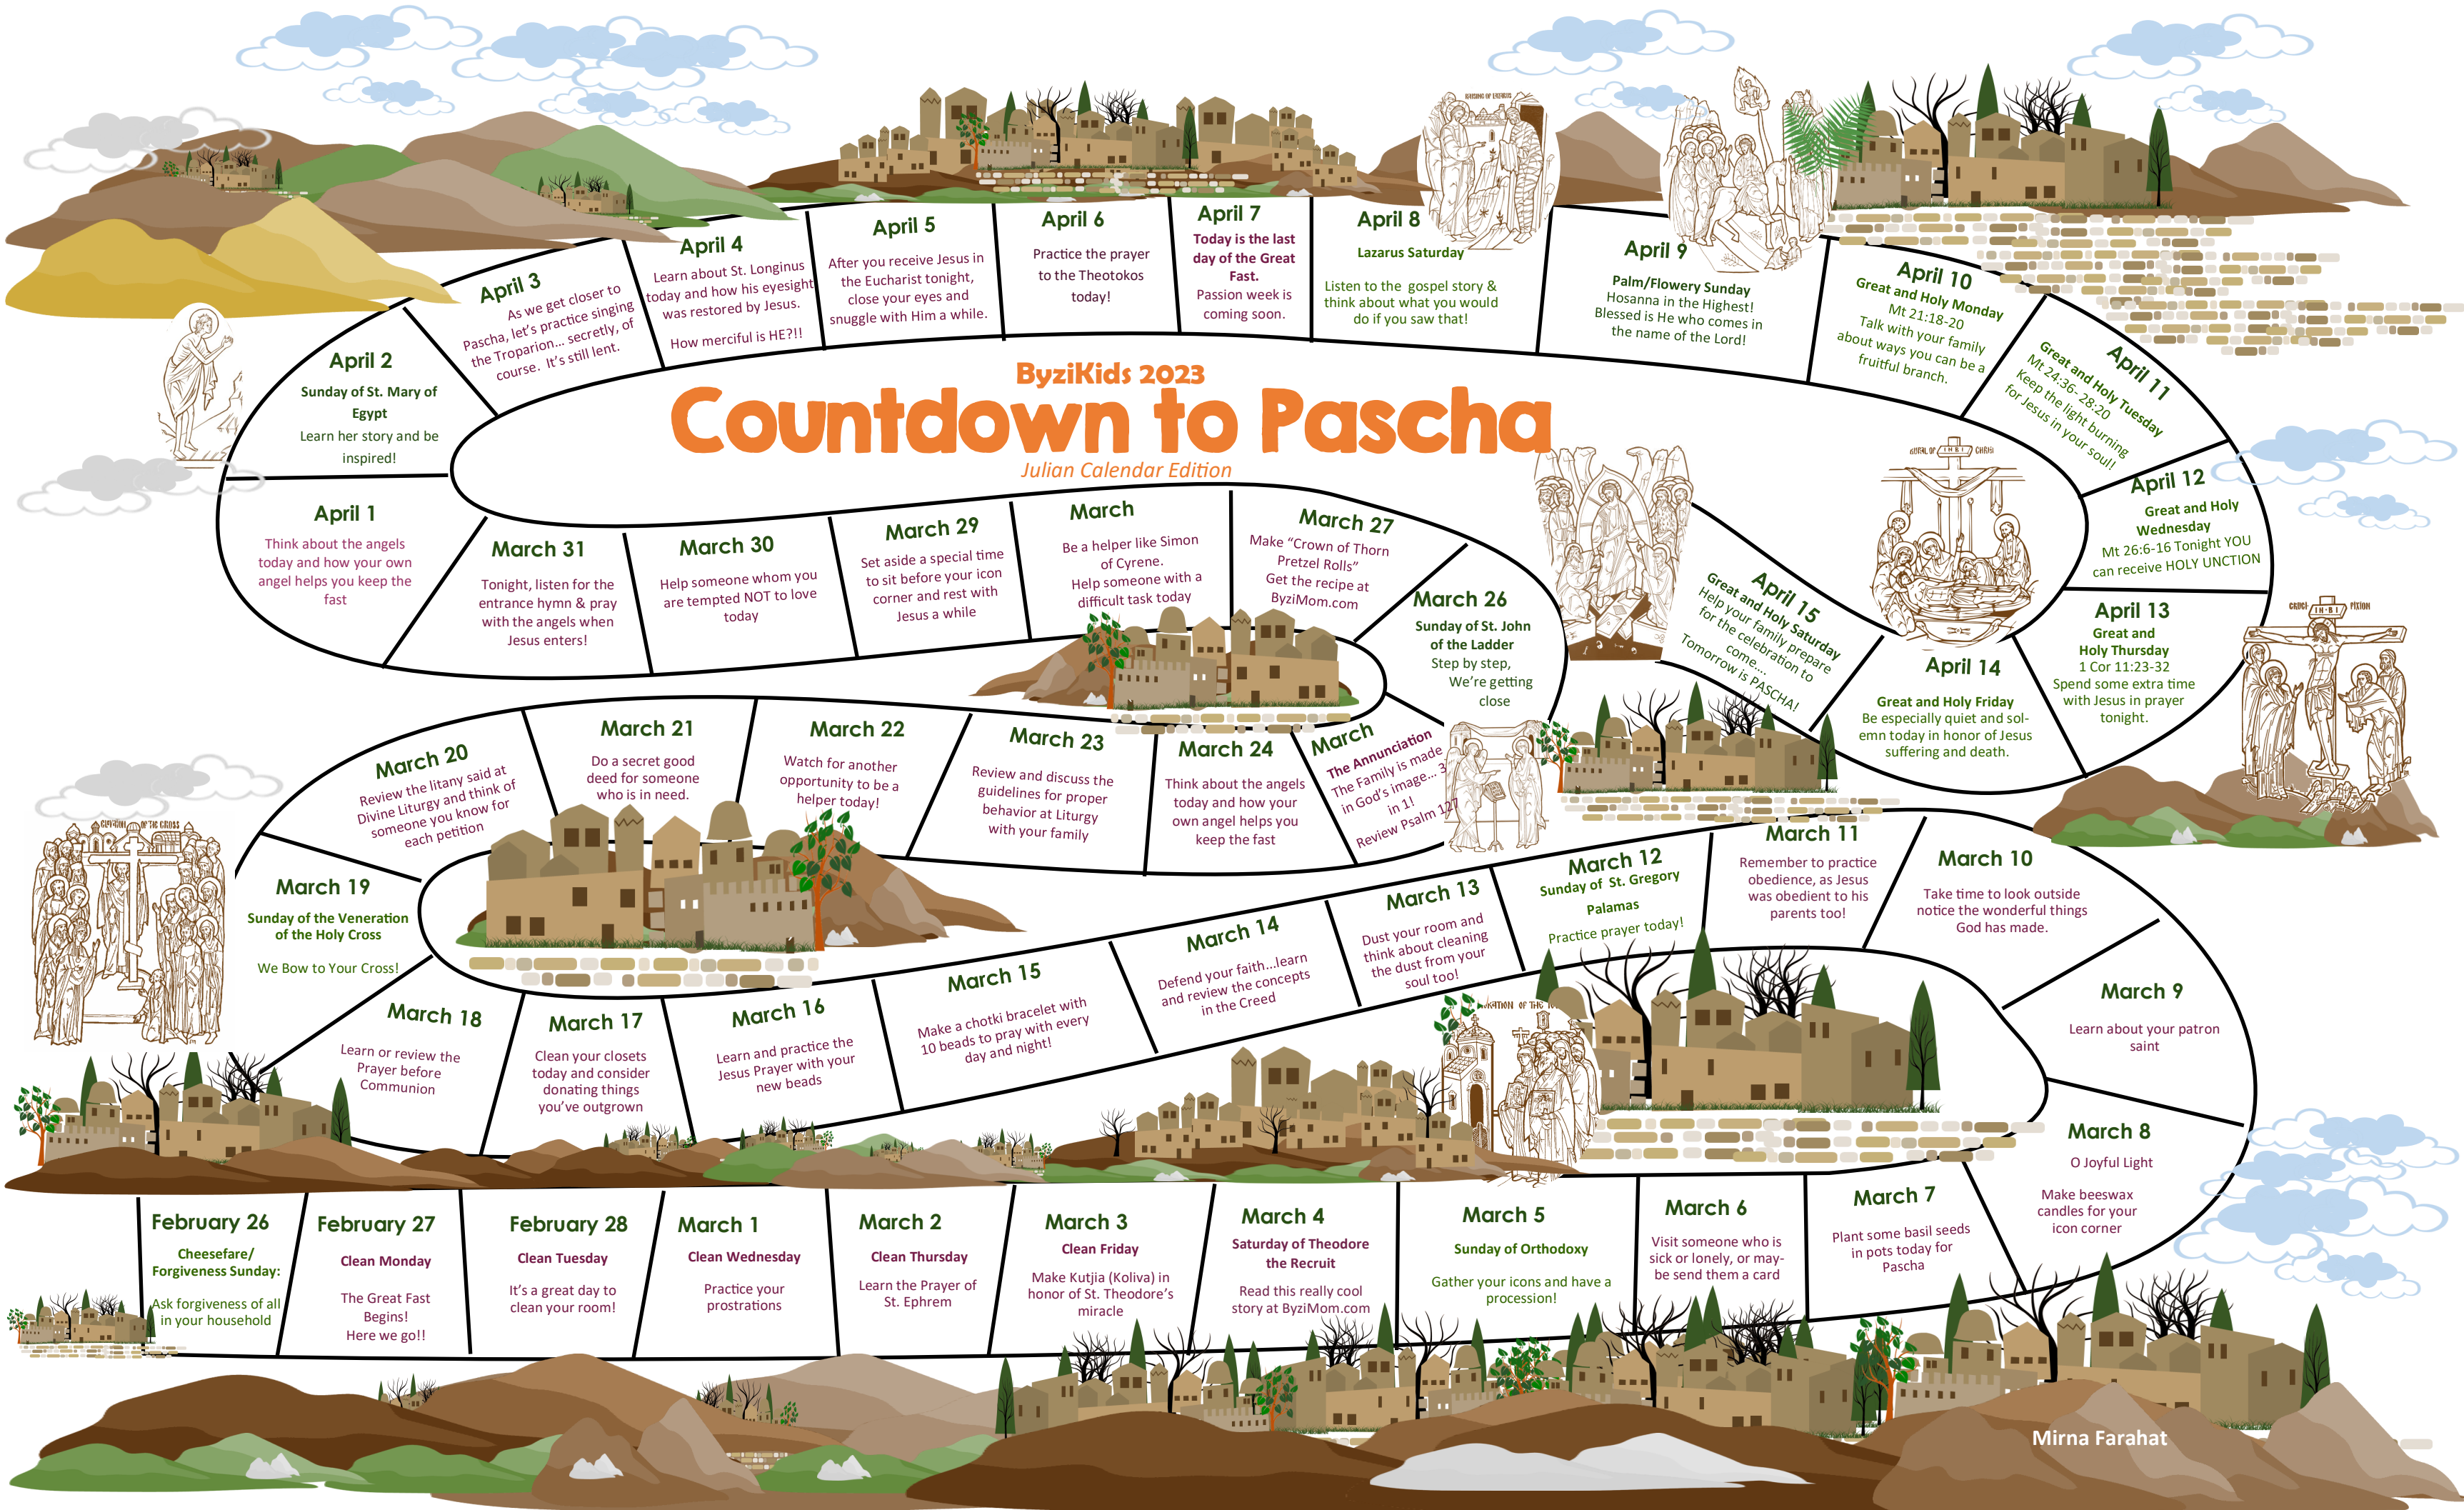 ByziKids 2023
Countdown to Pascha
Julian Calendar Edition
February 26
Cheesefare/
Forgiveness Sunday:
Ask forgiveness of all
in your household
February 27
Clean Monday
The Great Fast
Begins!
Here we go!!
February 28
Clean Tuesday
It's a great day to
clean your room!
March 1
Clean Wednesday
Practice your
prostrations
March 2
Clean Thursday
Learn the Prayer of
St. Ephrem
March 3
Clean Friday
Make Kutjia (Koliva) in
honor of St. Theodore's
miracle
March 4
Saturday of Theodore
the Recruit
Read this really cool
story at ByziMom.com
March 5
Sunday of Orthodoxy
Gather your icons and have a
procession!
March 6
Visit someone who is
sick or lonely, or may-
be send them a card
March 7
Plant some basil seeds
in pots today for
Pascha
March 8
O Joyful Light
Make beeswax
candles for your
icon corner
March 9
Learn about your patron
saint
March 10
Take time to look outside
notice the wonderful things
God has made.
March 11
Remember to practice
obedience, as Jesus
was obedient to his
parents too!
March 12
Sunday of St. Gregory
Palamas
Practice prayer today!
March 13
Dust your room and
think about cleaning
the dust from your
soul too!
March 14
Defend your faith...learn
and review the concepts
in the Creed
March 15
Make a chotki bracelet with
10 beads to pray with every
day and night!
March 16
Learn and practice the
Jesus Prayer with your
new beads
March 17
Clean your closets
today and consider
donating things
you've outgrown
March 18
Learn or review the
Prayer before
Communion
March 19
Sunday of the Veneration
of the Holy Cross
We Bow to Your Cross!
March 20
Review the litany said at
Divine Liturgy and think of
someone you know for
each petition
March 21
Do a secret good
deed for someone
who is in need.
March 22
Watch for another
opportunity to be a
helper today!
March 23
Review and discuss the
guidelines for proper
behavior at Liturgy
with your family
March 24
Think about the angels
today and how your
own angel helps you
keep the fast
March
The Annunciation
The Family is made
in God's image... 3
in 1!
Review Psalm 127
March 26
Sunday of St. John
of the Ladder
Step by step,
We're getting
close
March 27
Make “Crown of Thorn
Pretzel Rolls”
Get the recipe at
ByziMom.com
March
Be a helper like Simon
of Cyrene.
Help someone with a
difficult task today
March 29
Set aside a special time
to sit before your icon
corner and rest with
Jesus a while
March 30
Help someone whom you
are tempted NOT to love
today
March 31
Tonight, listen for the
entrance hymn & pray
with the angels when
Jesus enters!
April 1
Think about the angels
today and how your own
angel helps you keep the
fast
April 2
Sunday of St. Mary of
Egypt
Learn her story and be
inspired!
April 3
As we get closer to
Pascha, let's practice singing
the Troparion... secretly, of
course. It's still lent.
April 4
Learn about St. Longinus
today and how his eyesight
was restored by Jesus.
How merciful is HE?!!
April 5
After you receive Jesus in
the Eucharist tonight,
close your eyes and
snuggle with Him a while.
April 6
Practice the prayer
to the Theotokos
today!
April 7
Today is the last
day of the Great
Fast.
Passion week is
coming soon.
April 8
Lazarus Saturday
Listen to the gospel story &
think about what you would
do if you saw that!
RAISING OF LAZARUS
April 9
Palm/Flowery Sunday
Hosanna in the Highest!
Blessed is He who comes in
the name of the Lord!
April 10
Great and Holy Monday
Mt 21:18-20
Talk with your family
about ways you can be a
fruitful branch.
April 11
Great and Holy Tuesday
Mt 24:36- 28:20
Keep the light burning
for Jesus in your soul!
April 12
Great and Holy
Wednesday
Mt 26:6-16 Tonight YOU
can receive HOLY UNCTION
April 13
Great and
Holy Thursday
1 Cor 11:23-32
Spend some extra time
with Jesus in prayer
tonight.
CRUCI INBI FIXION
April 14
Great and Holy Friday
Be especially quiet and sol-
emn today in honor of Jesus
suffering and death.
BURIAL OF INBI CHRIST
April 15
Great and Holy Saturday
Help your family prepare
for the celebration to
come...
Tomorrow is PASCHA!
OF THE CROSS
OF THE
Mirna Farahat